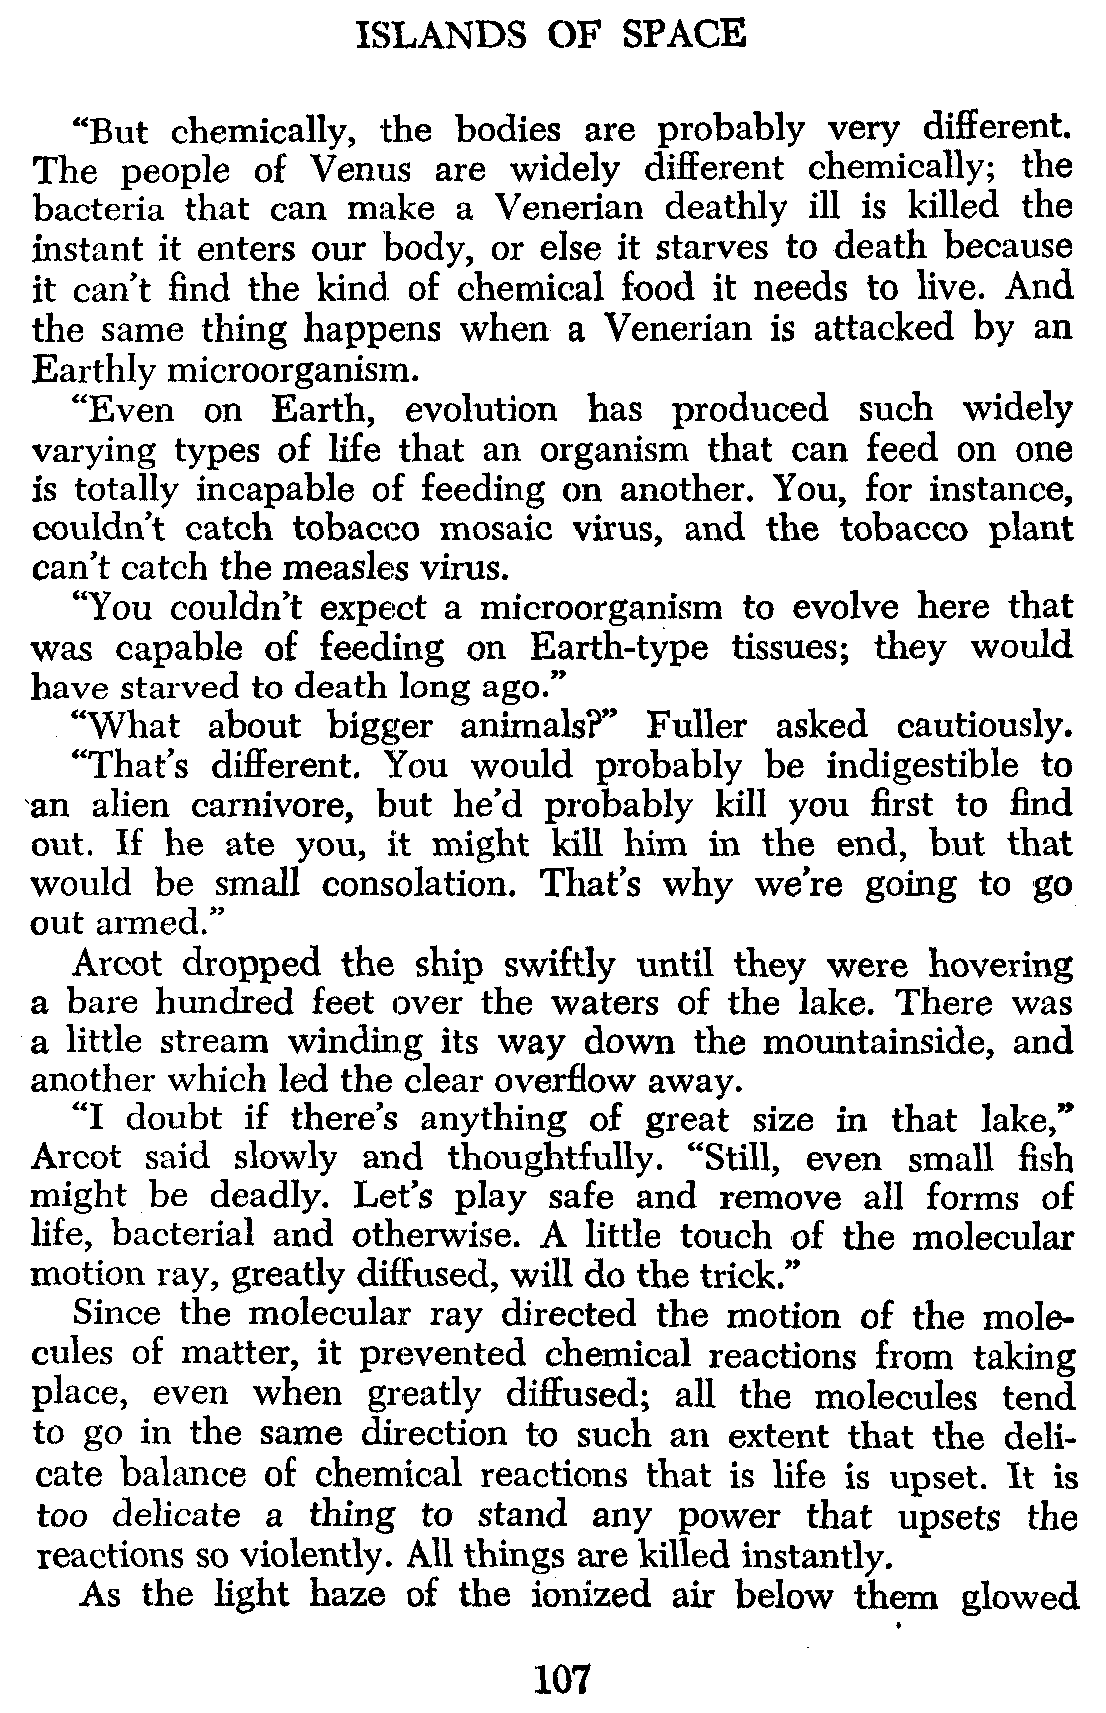 ISLANDS OF SPACE
“But chemically, the bodies are probably very different.
The people of Venus are widely different chemically; the
bacteria that can make a Venerian deathly ill is killed the
instant it enters our body, or else it starves to death because
it can’t find the kind of chemical food it needs to live. And
the same thing happens when a Venerian is attacked by an
Earthly microorganism.
“Even on Earth, evolution has produced such widely
varying types of life that an organism that can feed on one
is totally incapable of feeding on another. You, for instance,
couldn’t catch tobacco mosaic virus, and the tobacco plant
can’t catch the measles virus.
“You couldn’t expect a microorganism to evolve here that
was capable of feeding on Earth-type tissues; they would
have starved to death long ago.”
“What about bigger animals?” Fuller asked cautiously.
“That’s different. You would probably be indigestible to
an alien carnivore, but he’d probably kill you first to find
out. If he ate you, it might kill him in the end, but that
would be small consolation. That’s why we’re going to go
out armed.”
Arcot dropped the ship swiftly until they were hovering
a bare hundred feet over the waters of the lake. There was
a little stream winding its way down the mountainside, and
another which led the clear overflow away.
“I doubt if there’s anything of great size in that lake,”
Arcot said slowly and thoughtfully. “Still, even small fish
might be deadly. Let’s play safe and remove all forms of
life, bacterial and otherwise. A little touch of the molecular
motion ray, greatly diffused, will do the trick.”
Since the molecular ray directed the motion of the mole-
cules of matter, it prevented chemical reactions from taking
place, even when greatly diffused; all the molecules tend
to go in the same direction to such an extent that the deli-
cate balance of chemical reactions that is life is upset. It is
too delicate a thing to stand any power that upsets the
reactions so violently. All things are killed instantly.
As the light haze of the ionized air below them glowed
107